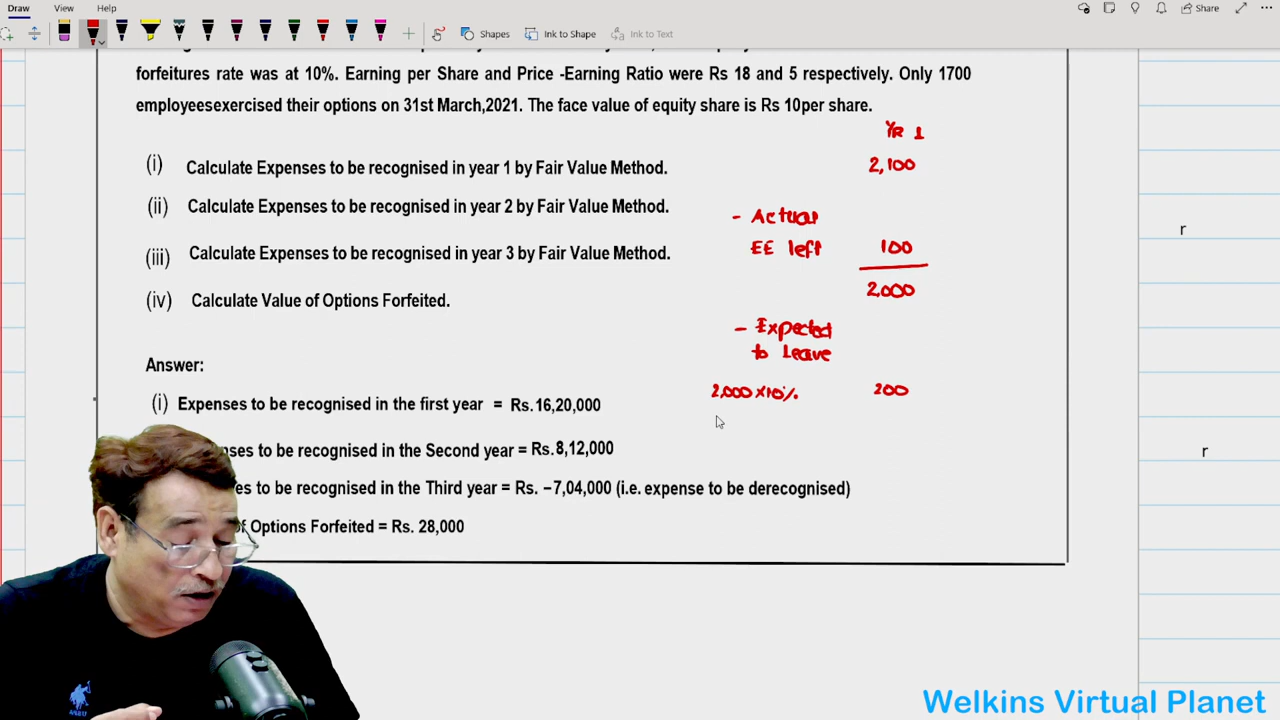 Draw View Help Share
Shapes Ink to Shape Ink to Text
forfeitures rate was at 10%. Earning per Share and Price -Earning Ratio were Rs 18 and 5 respectively. Only 1700
employeesexercised their options on 31st March,2021. The face value of equity share is Rs 10per share.
YR 1
(i) Calculate Expenses to be recognised in year 1 by Fair Value Method.
2,100
(ii) Calculate Expenses to be recognised in year 2 by Fair Value Method.
- Actual
r
(iii) Calculate Expenses to be recognised in year 3 by Fair Value Method.
EE left 100
2,000
(iv) Calculate Value of Options Forfeited.
- Expected
to Leave
Answer:
2,000 × 10% 200
(i) Expenses to be recognised in the first year = Rs.16,20,000
nses to be recognised in the Second year = Rs.8,12,000
r
es to be recognised in the Third year = Rs. −7,04,000 (i.e. expense to be derecognised)
of Options Forfeited = Rs. 28,000
Welkins Virtual Planet